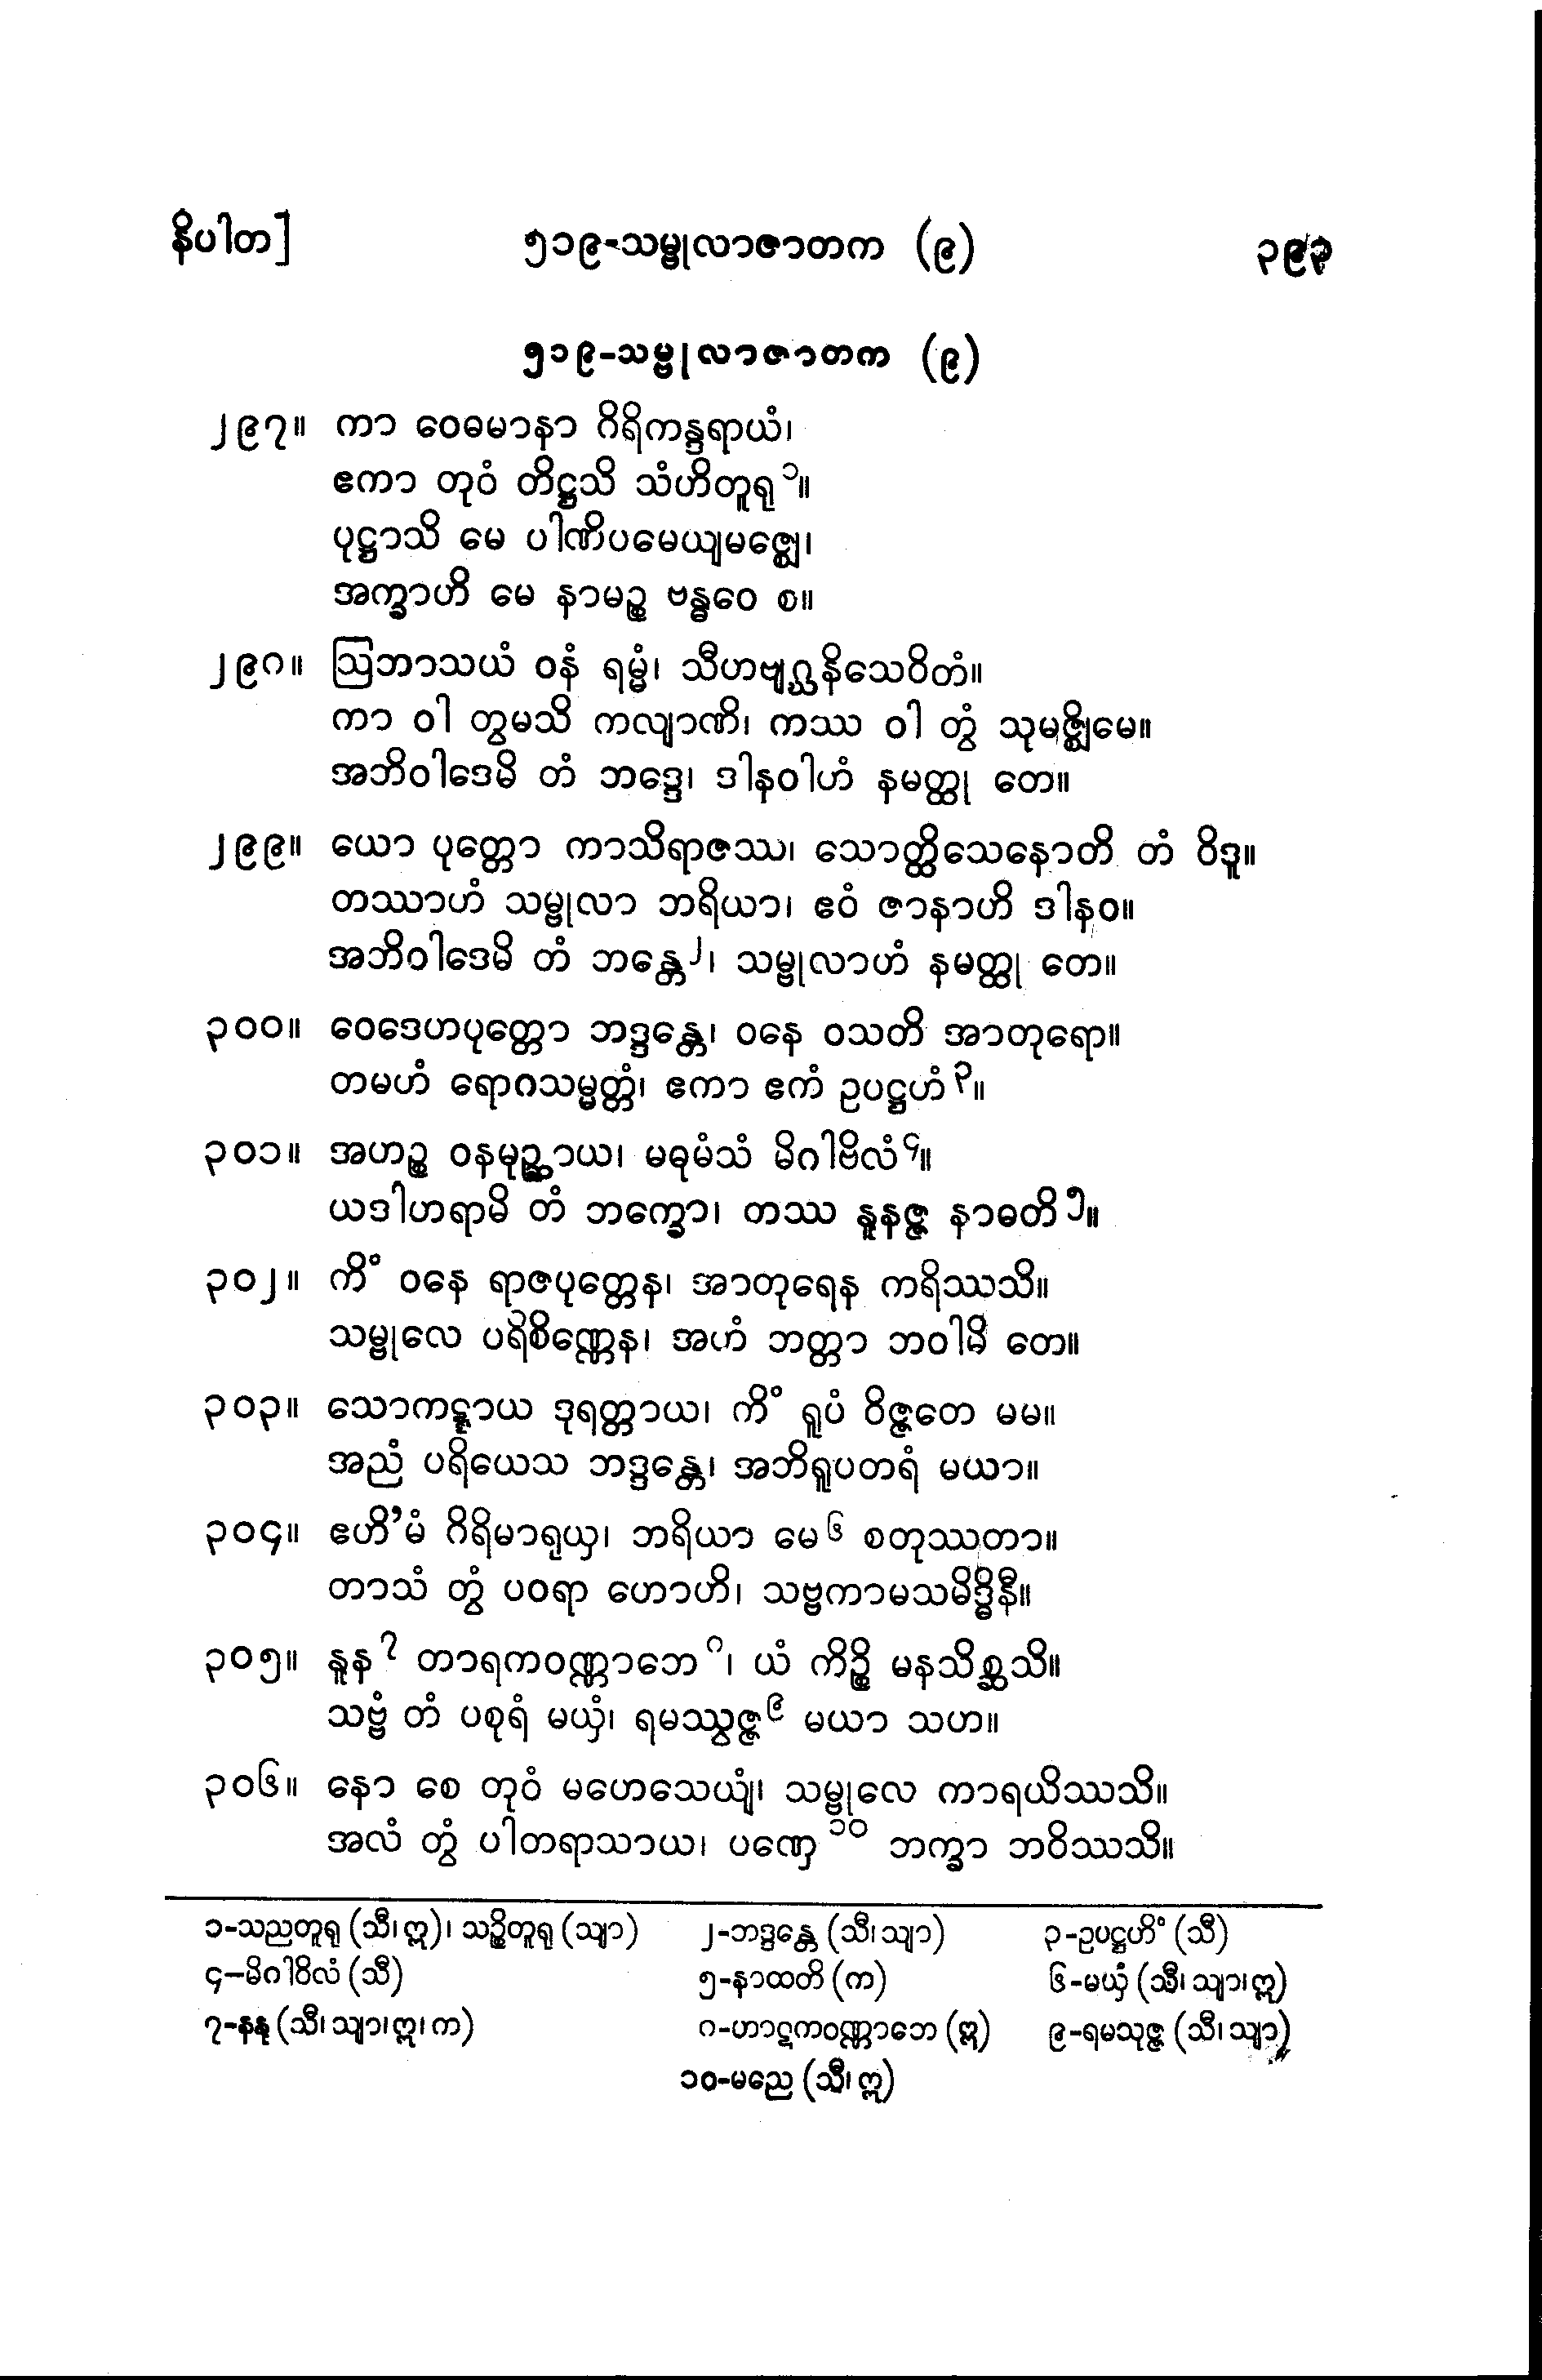 နိပါတ] ၅၁၉-သမ္ဗုလာဇာတက (၉) ၃၉၃
၅၁၉-သမ္ဗုလာဇာတက (၉)
၂၉၇။ ကာ ဝေဓမာနာ ဂိရိကန္ဒရာယံ၊
ဧကာ တုဝံ တိဋ္ဌသိ သံဟိတူရု၁။
ပုဋ္ဌာသိ မေ ပါဏိပမေယျမဇ္ဈေ၊
အက္ခာဟိ မေ နာမဉ္စ ဗန္ဓဝေ စ။
၂၉၈။ ဩဘာသယံ ဝနံ ရမ္မံ၊ သီဟဗျဂ္ဃနိသေဝိတံ။
ကာ ဝါ တွမသိ ကလျာဏိ၊ ကဿ ဝါ တွံ သုမဇ္ဈိမေ။
အဘိဝါဒေမိ တံ ဘဒ္ဒေ၊ ဒါနဝါဟံ နမတ္ထု တေ။
၂၉၉။ ယော ပုတ္တော ကာသိရာဇဿ၊ သောတ္ထိသေနောတိ တံ ဝိဒူ။
တဿာဟံ သမ္ဗုလာ ဘရိယာ၊ ဧဝံ ဇာနာဟိ ဒါနဝ။
အဘိဝါဒေမိ တံ ဘန္တေ၂၊ သမ္ဗုလာဟံ နမတ္ထု တေ။
၃၀၀။ ဝေဒေဟပုတ္တော ဘဒ္ဒန္တေ၊ ဝနေ ဝသတိ အာတုရော။
တမဟံ ရောဂသမ္မတ္တံ၊ ဧကာ ဧကံ ဥပဋ္ဌဟံ၃။
၃၀၁။ အဟဉ္စ ဝနမုဉ္ဆာယ၊ မဓုမံသံ မိဂါဗိလံ၄။
ယဒါဟရာမိ တံ ဘက္ခော၊ တဿ နူနဇ္ဇ နာဓတိ၅။
၃၀၂။ ကိံ ဝနေ ရာဇပုတ္တေန၊ အာတုရေန ကရိဿသိ။
သမ္ဗုလေ ပရိစိဏ္ဏေန၊ အဟံ ဘတ္တာ ဘဝါမိ တေ။
၃၀၃။ သောကဋ္ဋာယ ဒုရတ္တာယ၊ ကိံ ရူပံ ဝိဇ္ဇတေ မမ။
အညံ ပရိယေသ ဘဒ္ဒန္တေ၊ အဘိရူပတရံ မယာ။
၃၀၄။ ဧဟိ’မံ ဂိရိမာရုယှ၊ ဘရိယာ မေ၆ စတုဿတာ။
တာသံ တွံ ပဝရာ ဟောဟိ၊ သဗ္ဗကာမသမိဒ္ဓိနီ။
၃၀၅။ နူန၇ တာရကဝဏ္ဏာဘေ၈၊ ယံ ကိဉ္စိ မနသိစ္ဆသိ။
သဗ္ဗံ တံ ပစုရံ မယှံ၊ ရမဿွဇ္ဇ၉ မယာ သဟ။
၃၀၆။ နော စေ တုဝံ မဟေသေယျံ၊ သမ္ဗုလေ ကာရယိဿသိ။
အလံ တွံ ပါတရာသာယ၊ ပဏှေ၁၀ ဘက္ခာ ဘဝိဿသိ။
၁-သညတူရု (သီ၊ ဣ)၊ သဉ္စိတူရု (သျာ) ၂-ဘဒ္ဒန္တေ (သီ၊ သျာ) ၃-ဥပဋ္ဌဟိံ (သီ)
၄-မိဂါဝိလံ (သီ) ၅-နာထတိ (က) ၆-မယှံ (သီ၊ သျာ၊ ဣ)
၇-နနု (သီ၊ သျာ၊ ဣ၊ က) ၈-ဟာဋကဝဏ္ဏာဘေ (ဣ) ၉-ရမသုဇ္ဇ (သီ၊ သျာ)
၁၀-မညေ (သီ၊ ဣ)